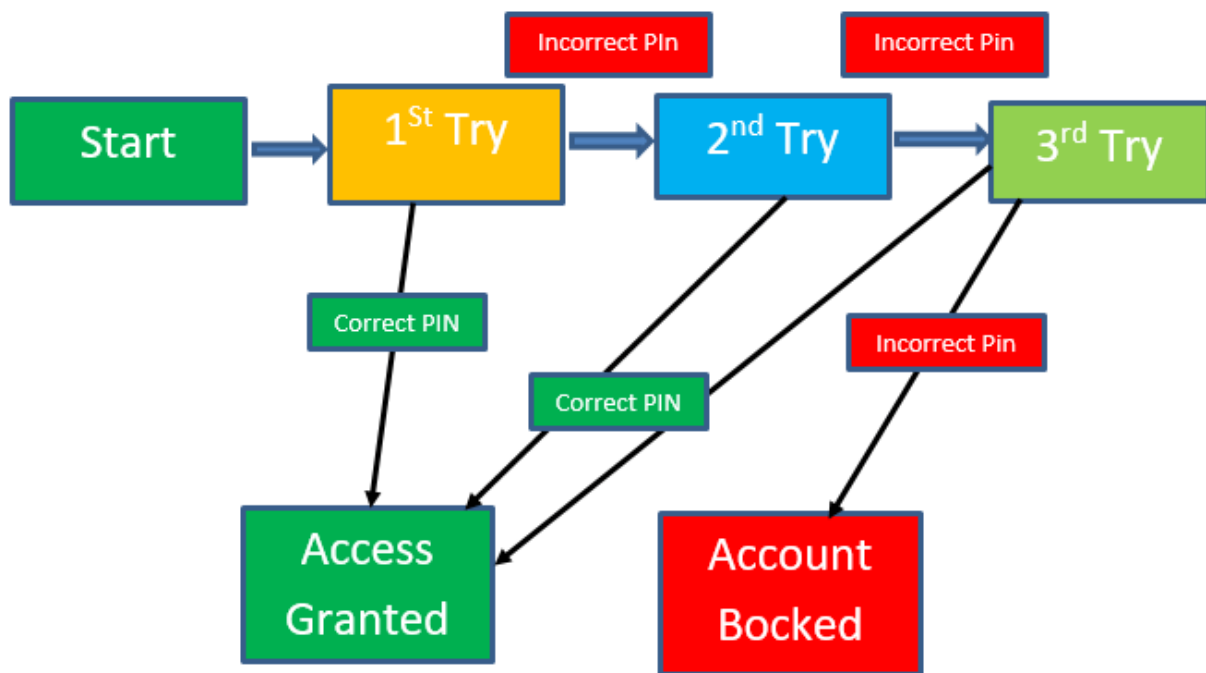 Incorrect PIn
Incorrect Pin
Start
1St Try
2nd Try
3rd Try
Correct PIN
Incorrect Pin
Correct PIN
Access
Granted
Account
Bocked